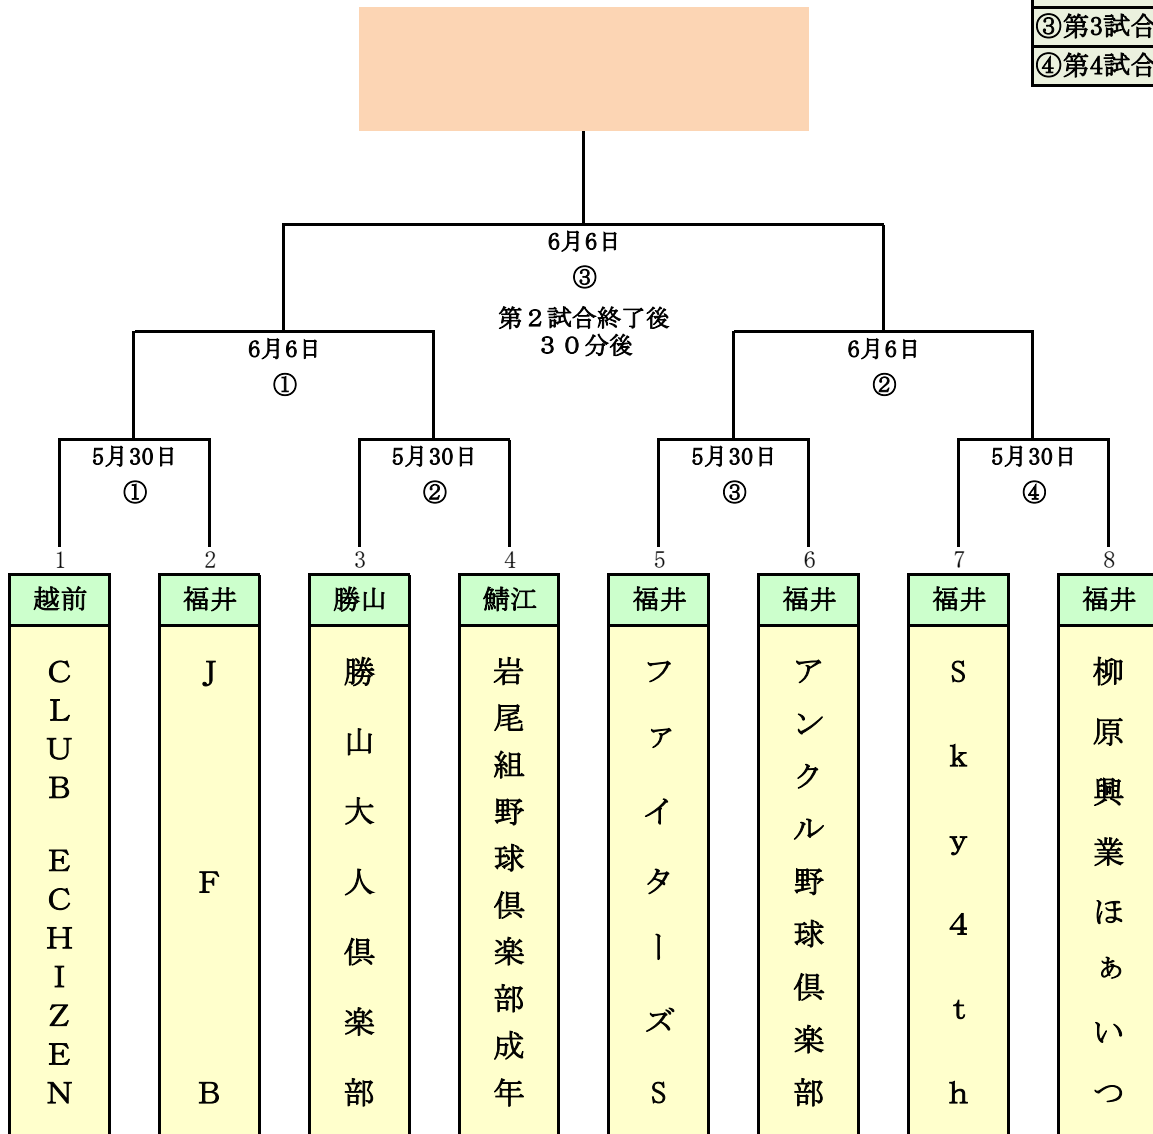 ③第3試合
④第4試合
6月6日
③
第２試合終了後
３０分後
6月6日
①
6月6日
②
5月30日
①
5月30日
②
5月30日
③
5月30日
④
1
2
3
4
5
6
7
8
越前
福井
勝山
鯖江
福井
福井
福井
福井
ＣＬＵＢ　ＥＣＨＩＺＥＮ
ＪＦＢ
勝山大人倶楽部
岩尾組野球倶楽部成年
ファイターズS
アンクル野球倶楽部
Ｓｋｙ４ｔｈ
柳原興業ほぁいつ